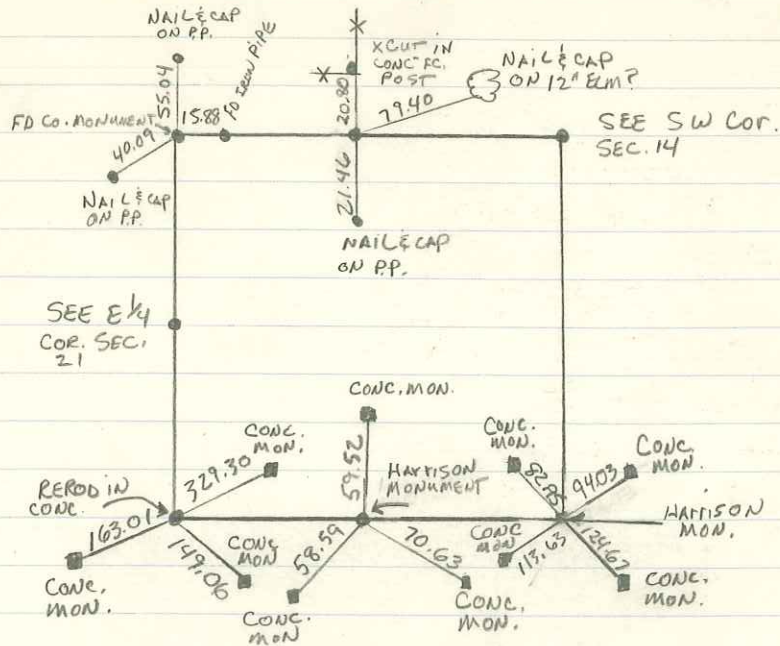 NAIL & CAP
ON P.P.
55.04
FD IRON PIPE
X CUT IN
CONC. FC.
POST
20.80
NAIL &
CAP
ON 12" ELM?
79.40
FD CO. MONUMENT
15.88
40.09
NAIL & CAP
ON P.P.
21.46
NAIL & CAP
ON P.P.
SEE SW COR.
SEC. 14
SEE E 1/4
COR. SEC.
21
CONC. MON.
59.52
HARRISON
MONUMENT
CONC.
MON.
329.30
REROD IN
CONC.
163.01
CONC.
MON.
149.06
CONC.
MON
58.59
CONC.
MON
70.63
CONC.
MON.
CONC.
MON.
82.85
94.03
CONC.
MON.
HARRISON
MON.
CONC
MON
113.63
124.67
CONC.
MON.